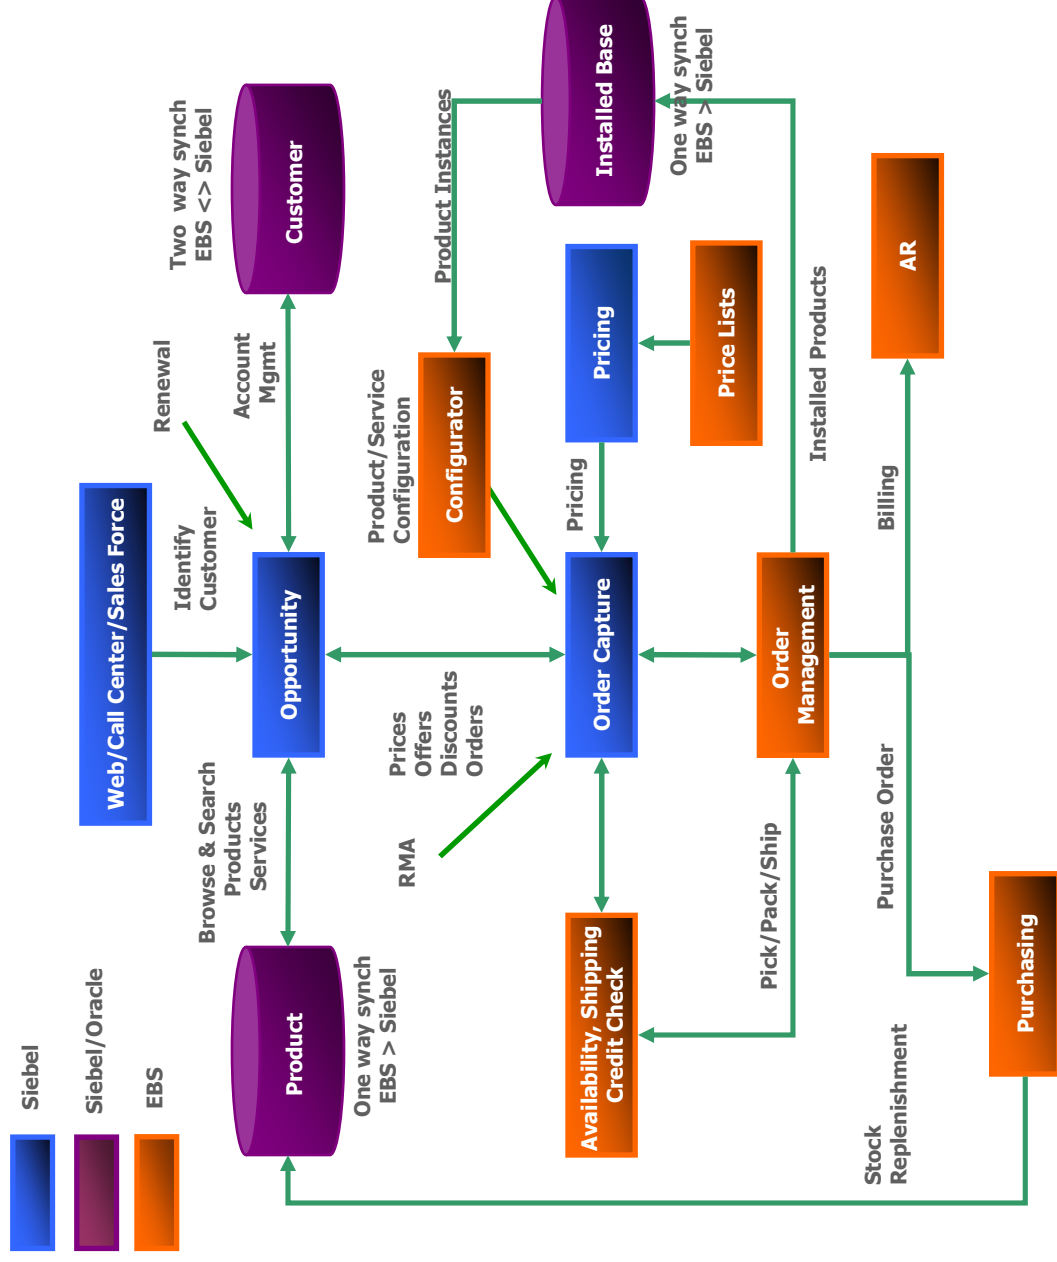 Siebel
Siebel/Oracle
EBS
Web/Call Center/Sales Force
Renewal
Two  way synch
EBS <> Siebel
Identify
Customer
Browse & Search
Products
Services
Account
Mgmt
Product
Opportunity
Customer
One way synch
EBS > Siebel
Prices
Offers
Discounts
Orders
RMA
Product/Service
Configuration
Product Instances
Configurator
Pricing
Availability, Shipping
Credit Check
Order Capture
Pricing
Installed Base
One way synch
EBS > Siebel
Price Lists
Pick/Pack/Ship
Order
Management
Installed Products
Stock
Replenishment
Purchase Order
Billing
AR
Purchasing